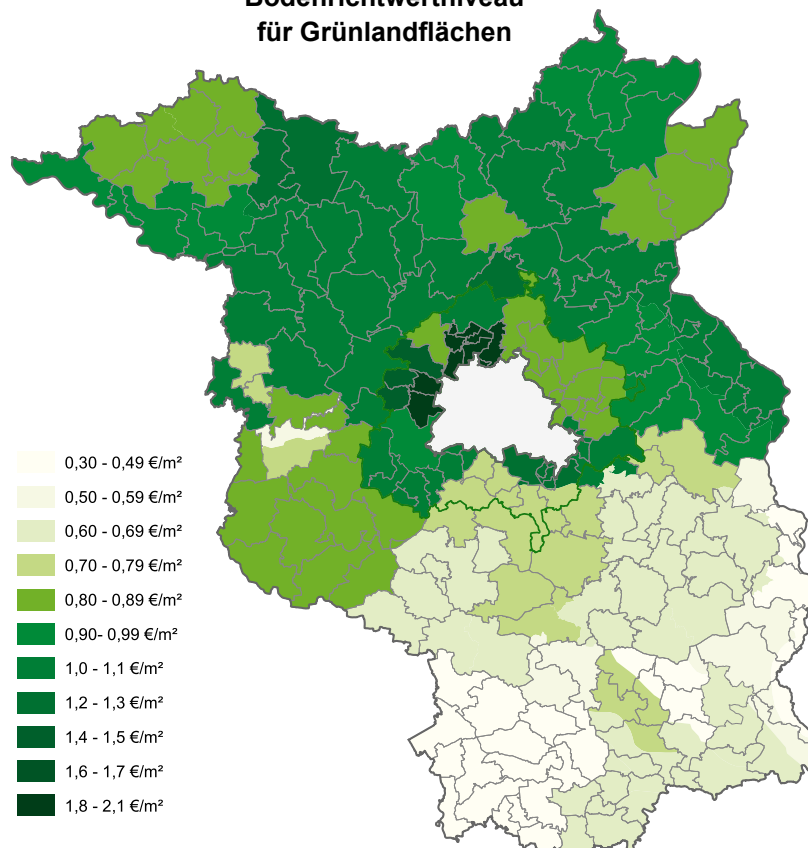 Bodenrichtwertniveau
für Grünlandflächen
0,30 - 0,49 €/m²
0,50 - 0,59 €/m²
0,60 - 0,69 €/m²
0,70 - 0,79 €/m²
0,80 - 0,89 €/m²
0,90- 0,99 €/m²
1,0 - 1,1 €/m²
1,2 - 1,3 €/m²
1,4 - 1,5 €/m²
1,6 - 1,7 €/m²
1,8 - 2,1 €/m²